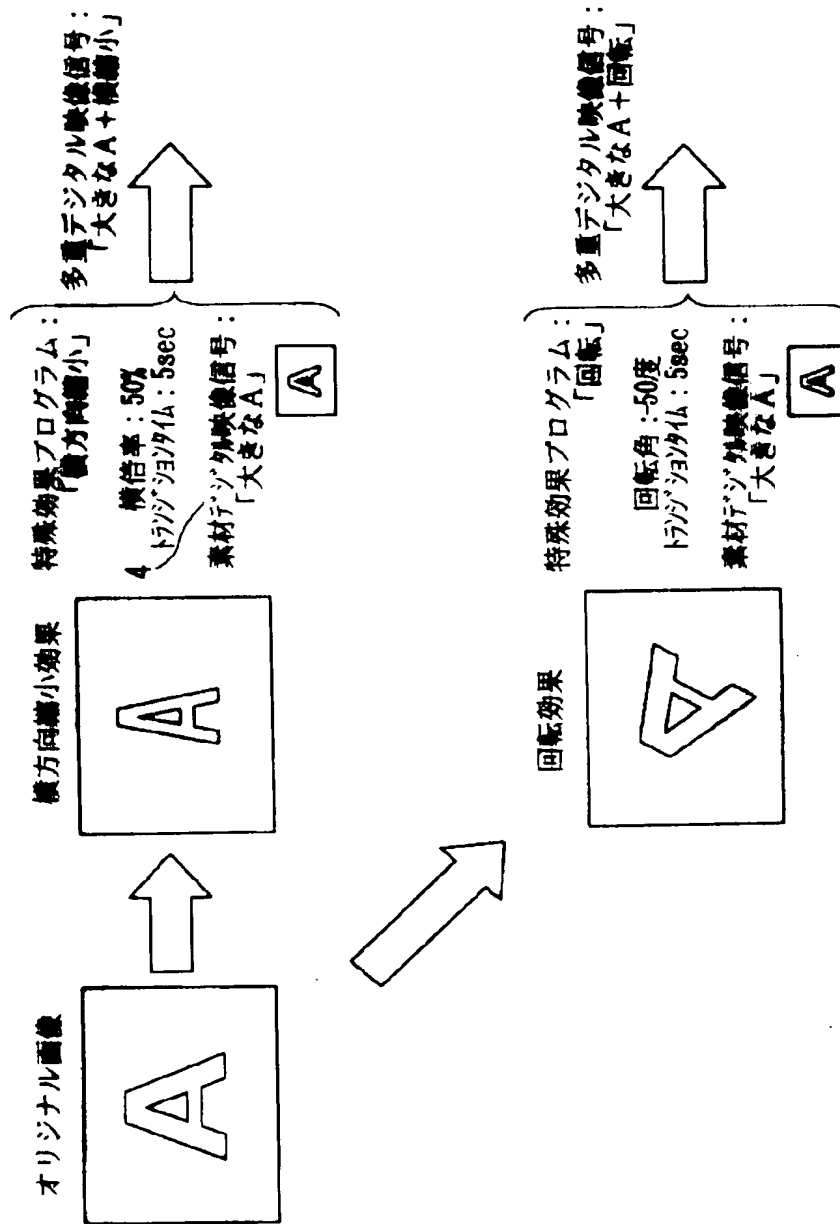 オリジナル画像
A
横方向縮小効果
A
特殊効果プログラム：
「横方向縮小」
横倍率：50%
トランジションタイム：5sec
4
素材デジタル映像信号：
「大きなA」
A
多重デジタル映像信号：
「大きなA＋横縮小」
回転効果
A
特殊効果プログラム：
「回転」
回転角：-50度
トランジションタイム：5sec
素材デジタル映像信号：
「大きなA」
A
多重デジタル映像信号：
「大きなA＋回転」